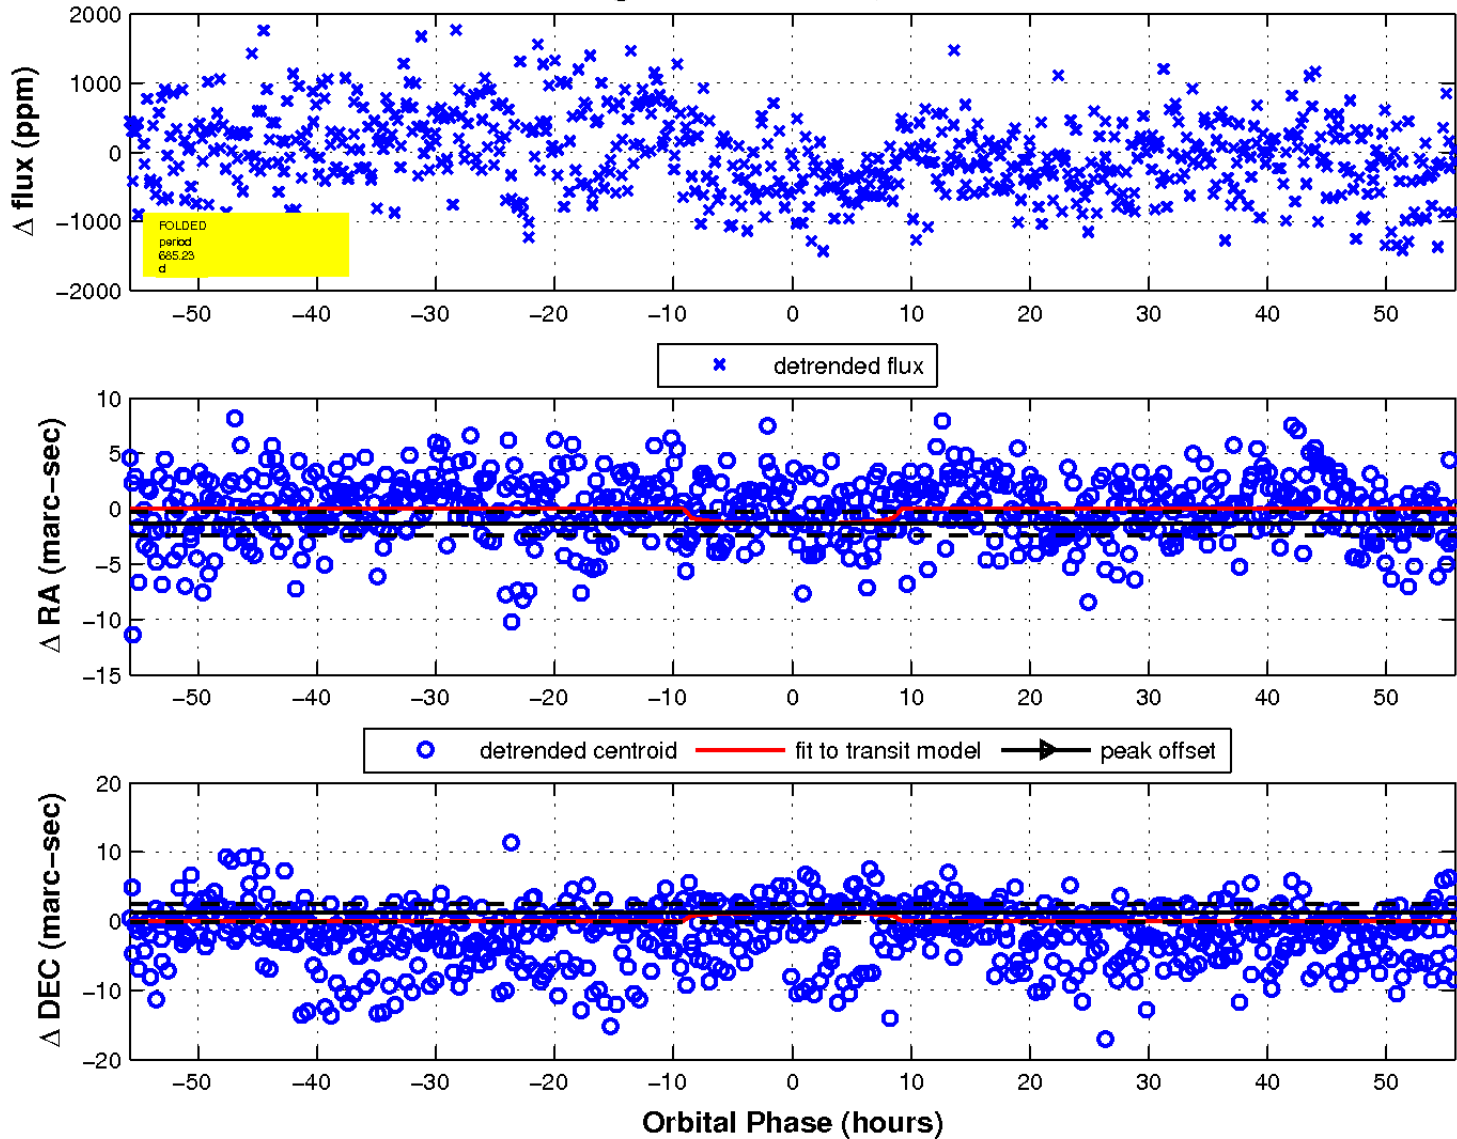 2000
1000
0
−1000
−2000
Δ flux (ppm)
FOLDED
period
685.23
d
−50 −40 −30 −20 −10 0 10 20 30 40 50
detrended flux
10
5
0
−5
−10
−15
Δ RA (marc−sec)
−50 −40 −30 −20 −10 0 10 20 30 40 50
detrended centroid fit to transit model peak offset
20
10
0
−10
−20
Δ DEC (marc−sec)
−50 −40 −30 −20 −10 0 10 20 30 40 50
Orbital Phase (hours)